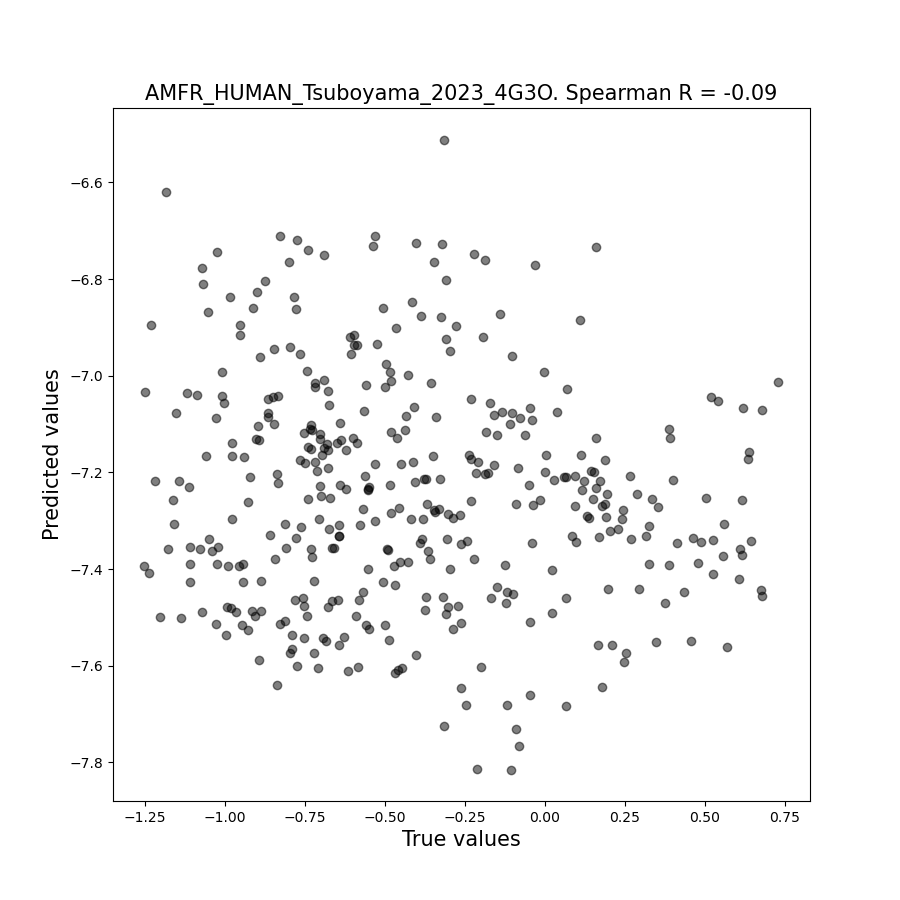 AMFR_HUMAN_Tsuboyama_2023_4G3O. Spearman R = -0.09
Predicted values
−6.6
−6.8
−7.0
−7.2
−7.4
−7.6
−7.8
−1.25 −1.00 −0.75 −0.50 −0.25 0.00 0.25 0.50 0.75
True values